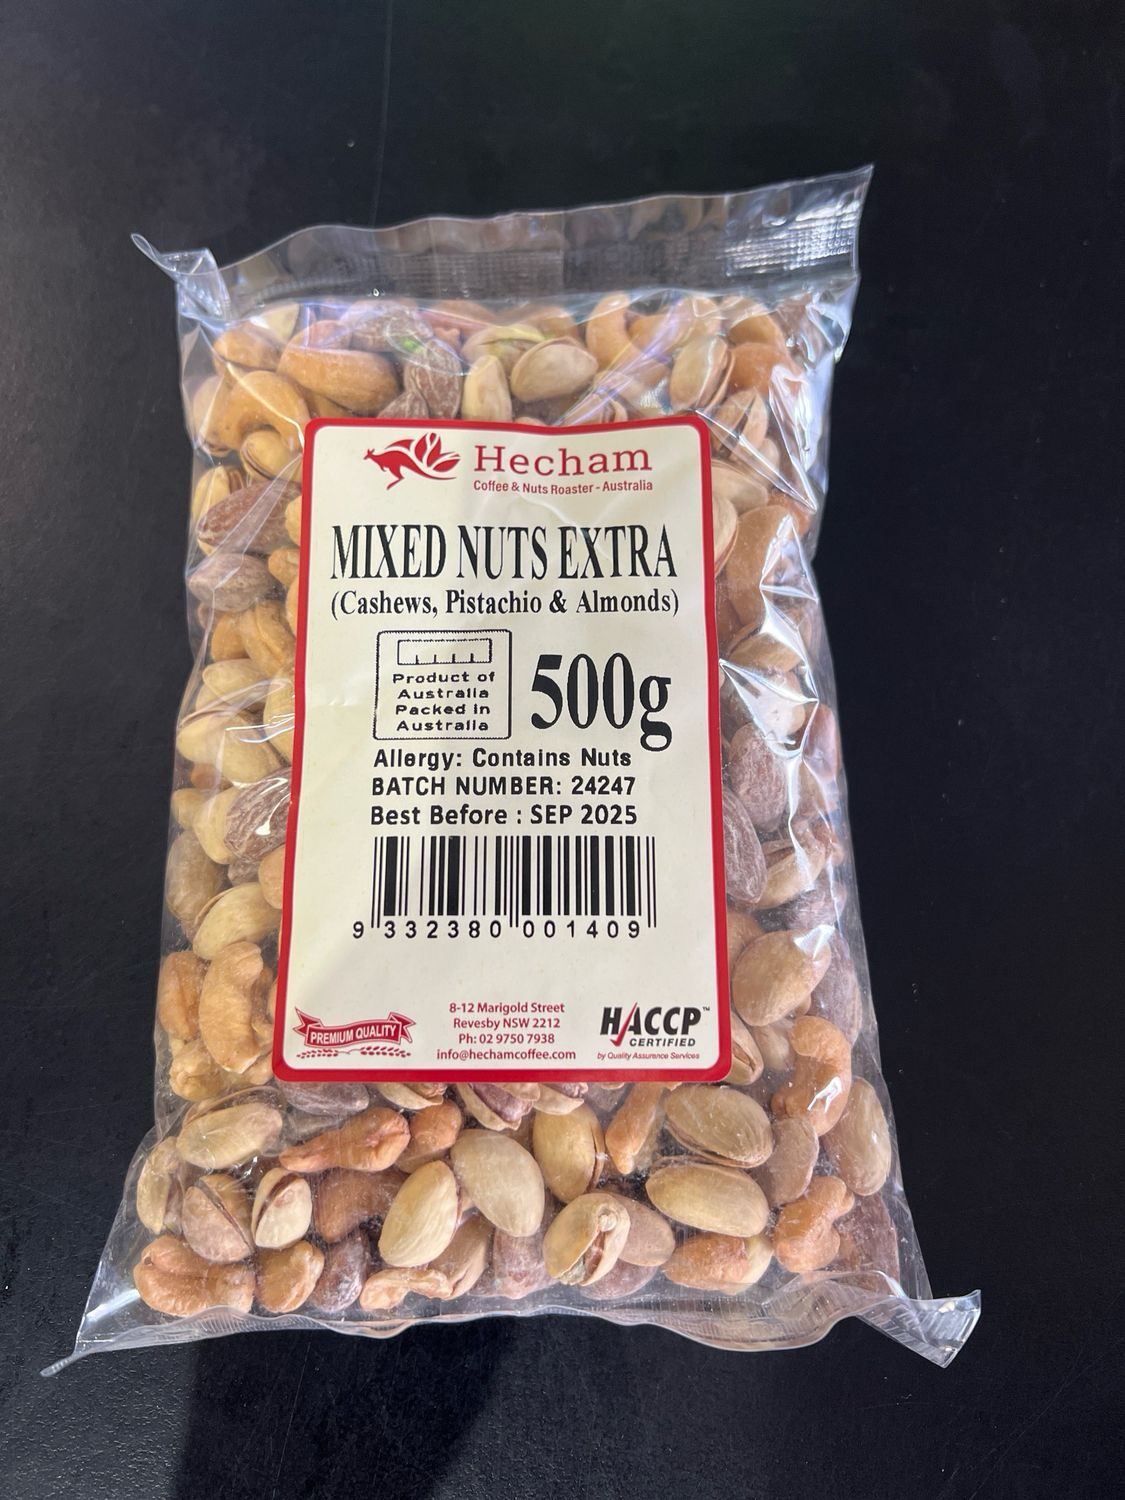 Hecham
Coffee & Nuts Roaster - Australia
MIXED NUTS EXTRA
(Cashews, Pistachio & Almonds)
Product of
Australia
Packed in
Australia
500g
Allergy: Contains Nuts
BATCH NUMBER: 24247
Best Before : SEP 2025
9 332380 001409
PREMIUM QUALITY
8-12 Marigold Street
Revesby NSW 2212
Ph: 02 9750 7938
info@hechamcoffee.com
HACCP™
CERTIFIED
by Quality Assurance Services